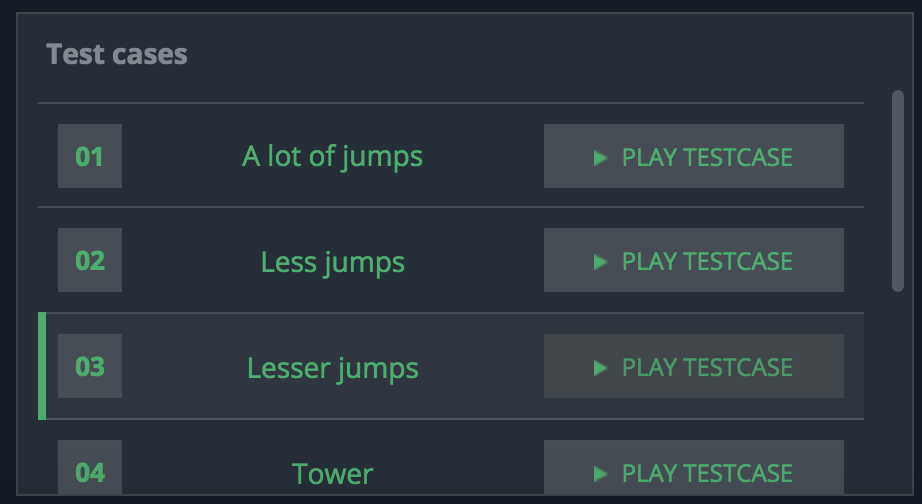 Test cases
01 A lot of jumps PLAY TESTCASE
02 Less jumps PLAY TESTCASE
03 Lesser jumps PLAY TESTCASE
04 Tower PLAY TESTCASE